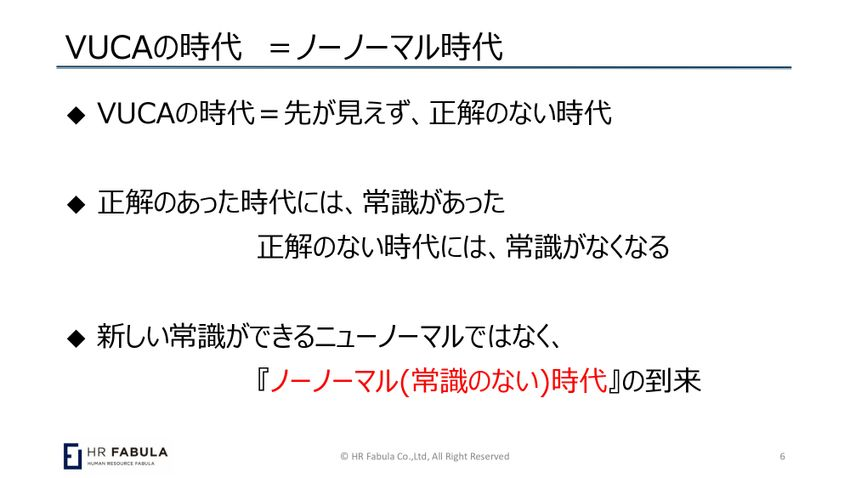 VUCAの時代　＝ノーノーマル時代
◆ VUCAの時代＝先が見えず、正解のない時代
◆ 正解のあった時代には、常識があった
正解のない時代には、常識がなくなる
◆ 新しい常識ができるニューノーマルではなく、
『ノーノーマル(常識のない)時代』の到来
HR FABULA
HUMAN RESOURCE FABULA
© HR Fabula Co.,Ltd, All Right Reserved
6